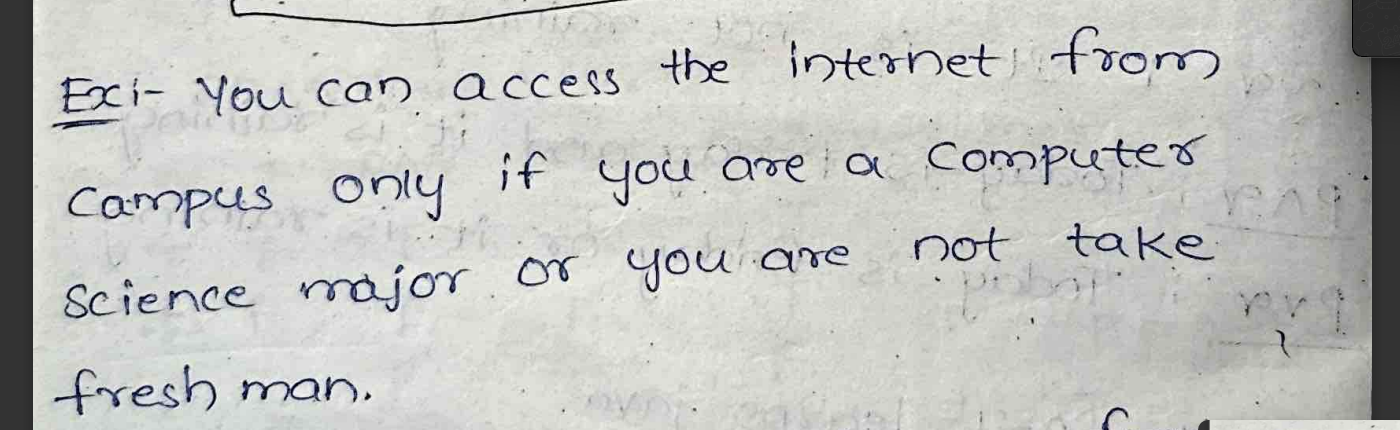 Ex:- You can access the internet from
campus only if you are a computer
science major or you are not take
fresh man.